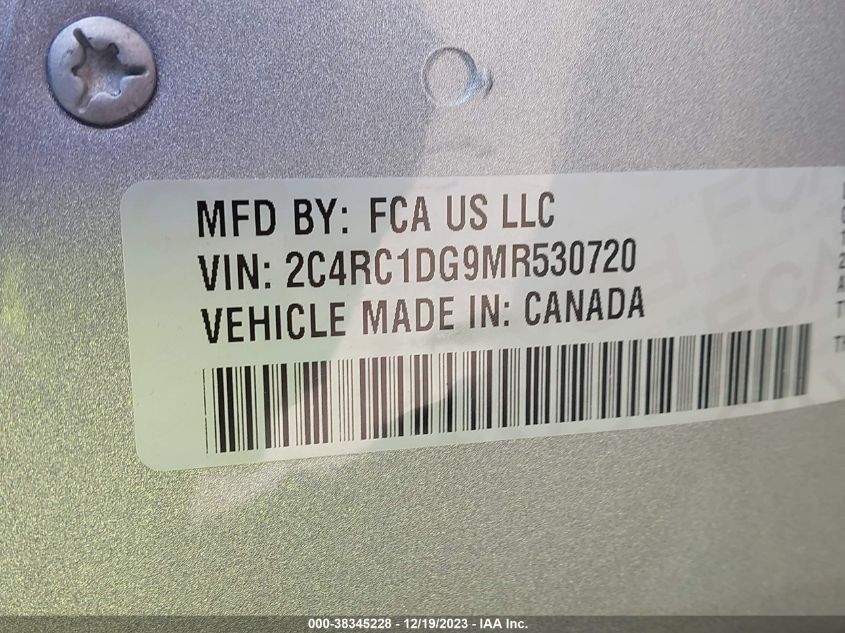 MFD BY: FCA US LLC
VIN: 2C4RC1DG9MR530720
VEHICLE MADE IN: CANADA
000-38345228 - 12/19/2023 - IAA Inc.